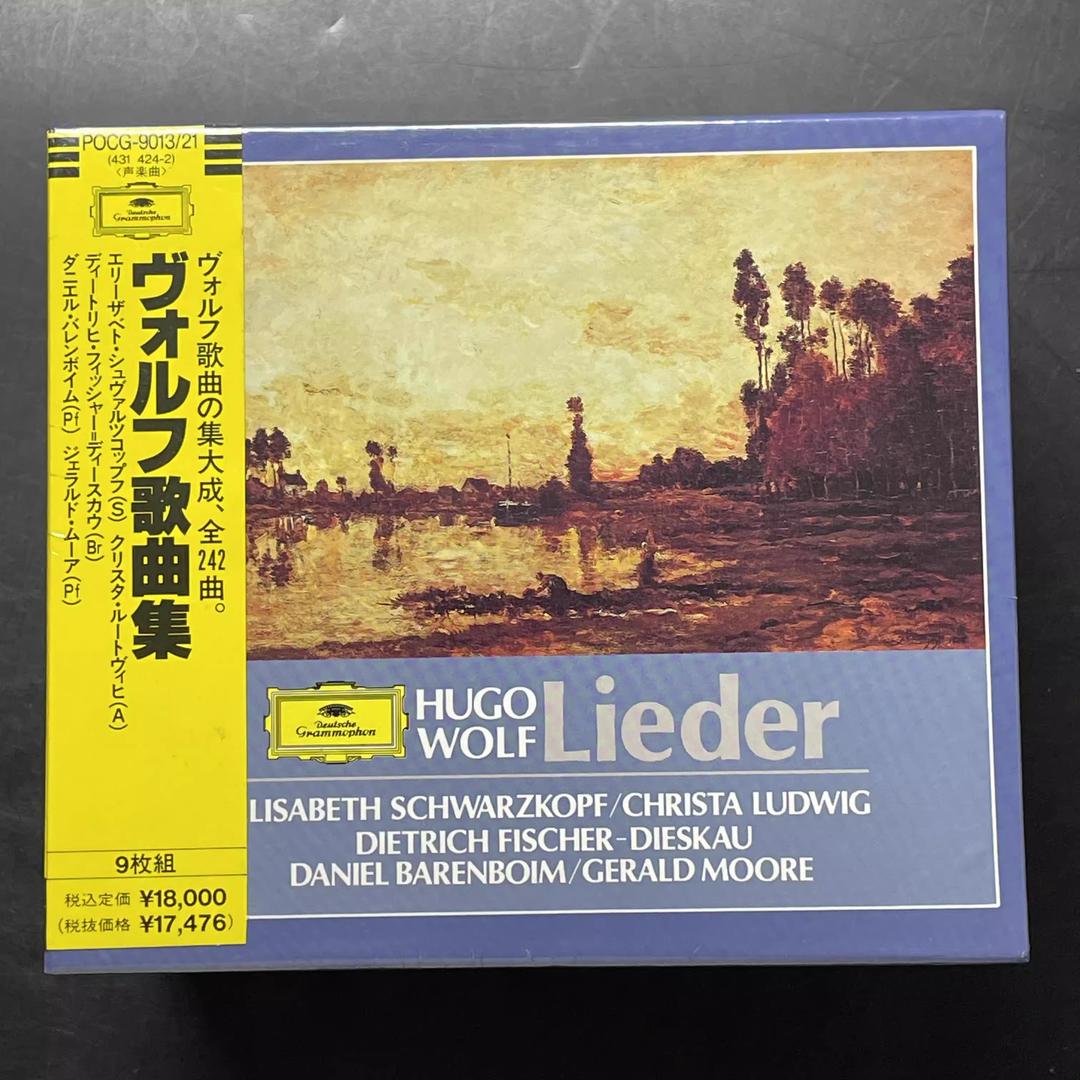 POCG-9013/21
(431 424-2)
〈声楽曲〉
Deutsche
Grammophon
ヴォルフ歌曲の集大成、全242曲。
ヴォルフ歌曲集
エリーザベト・シュヴァルツコップフ(S) クリスタ・ルートヴィヒ(A)
ディートリヒ・フィッシャー=ディースカウ(Br)
ダニエル・バレンボイム(Pf) ジェラルド・ムーア(Pf)
9枚組
税込定価 ¥18,000
(税抜価格 ¥17,476)
Deutsche
Grammophon
HUGO
WOLF
Lieder
LISABETH SCHWARZKOPF/CHRISTA LUDWIG
DIETRICH FISCHER-DIESKAU
DANIEL BARENBOIM/GERALD MOORE